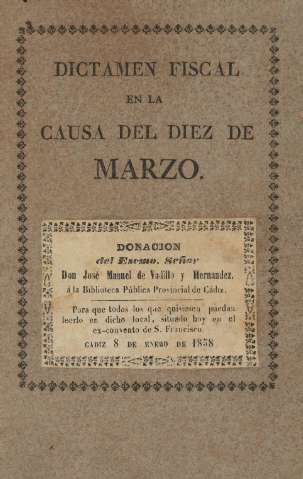 DICTAMEN FISCAL
EN LA
CAUSA DEL DIEZ DE
MARZO.
DONACION
del Excmo. Señor
Don José Manuel de Vadillo y Hernandez,
á la Biblioteca Pública Provincial de Cádiz.
Para que todos los que quisiesen puedan
leerlo en dicho local, situado hoy en el
ex-convento de S. Francisco.
CADIZ 8 DE ENERO DE 1858